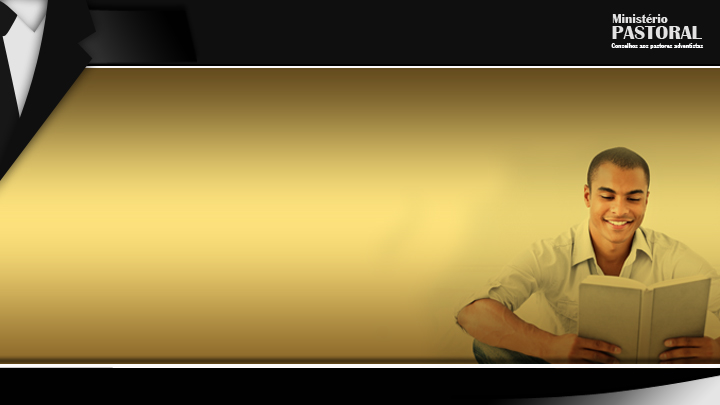 Ministério
PASTORAL
Conselhos aos pastores adventistas